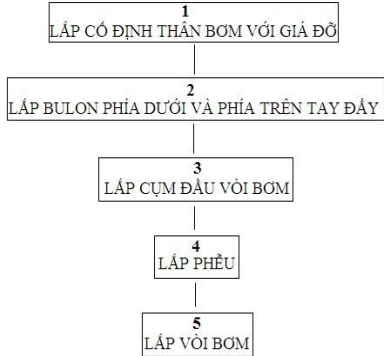 1
LẮP CỐ ĐỊNH THÂN BƠM VỚI GIÁ ĐỠ
2
LẮP BULON PHÍA DƯỚI VÀ PHÍA TRÊN TAY ĐẨY
3
LẮP CỤM ĐẦU VÒI BƠM
4
LẮP PHỄU
5
LẮP VÒI BƠM